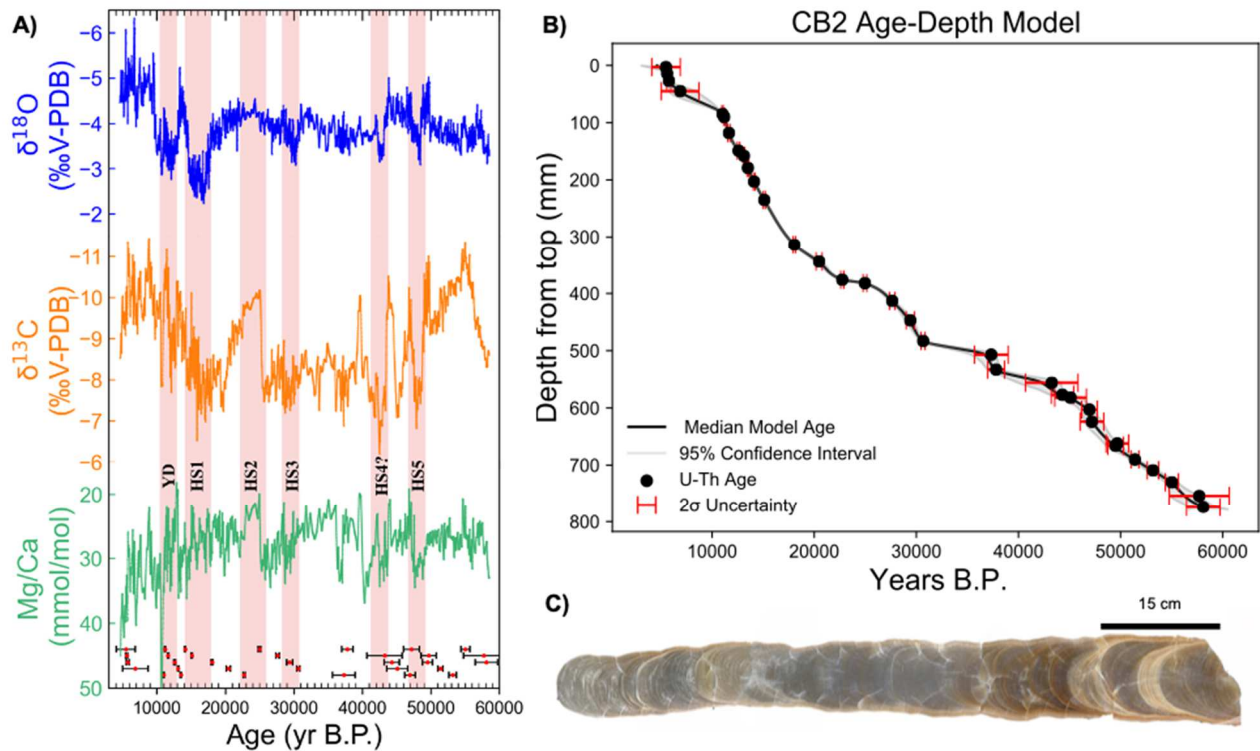 A)
−6
−5
−4
−3
−2
δ18O
(‰V-PDB)
−11
−10
−9
−8
−7
−6
δ13C
(‰V-PDB)
YD
HS1
HS2
HS3
HS4?
HS5
20
30
40
50
Mg/Ca
(mmol/mol)
10000 20000 30000 40000 50000 60000
Age (yr B.P.)
B)
CB2 Age-Depth Model
0
100
200
300
400
500
600
700
800
Depth from top (mm)
Median Model Age
95% Confidence Interval
U-Th Age
2σ Uncertainty
10000 20000 30000 40000 50000 60000
Years B.P.
C)
15 cm